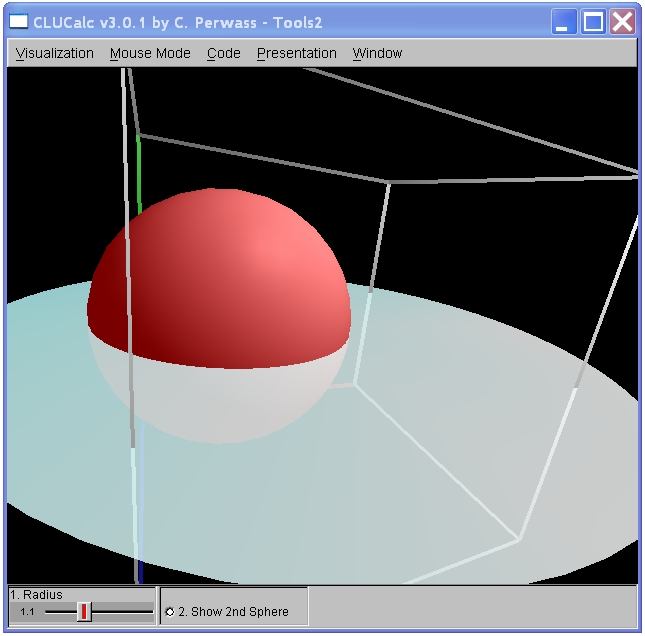 CLUCalc v3.0.1 by C. Perwass - Tools2
Visualization Mouse Mode Code Presentation Window
1. Radius
1.1
2. Show 2nd Sphere